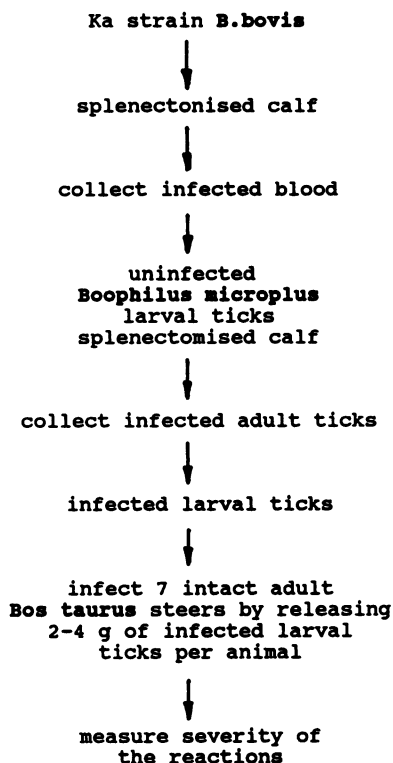 Ka strain B.bovis
splenectonised calf
collect infected blood
uninfected
Boophilus microplus
larval ticks
splenectomised calf
collect infected adult ticks
infected larval ticks
infect 7 intact adult
Bos taurus steers by releasing
2-4 g of infected larval
ticks per animal
measure severity of
the reactions